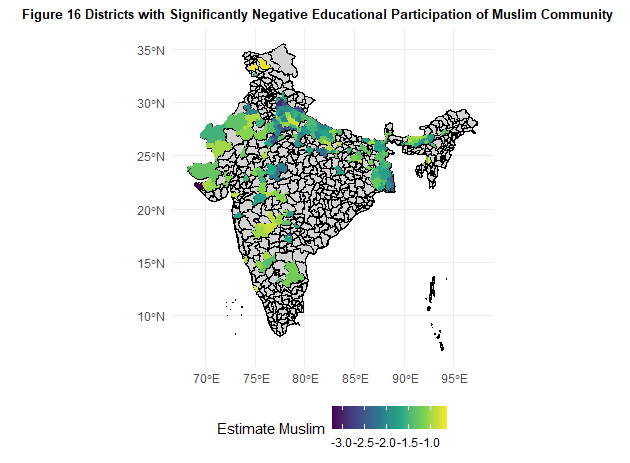 Figure 16 Districts with Significantly Negative Educational Participation of Muslim Community
35°N
30°N
25°N
20°N
15°N
10°N
70°E 75°E 80°E 85°E 90°E 95°E
Estimate Muslim
-3.0 -2.5 -2.0 -1.5 -1.0